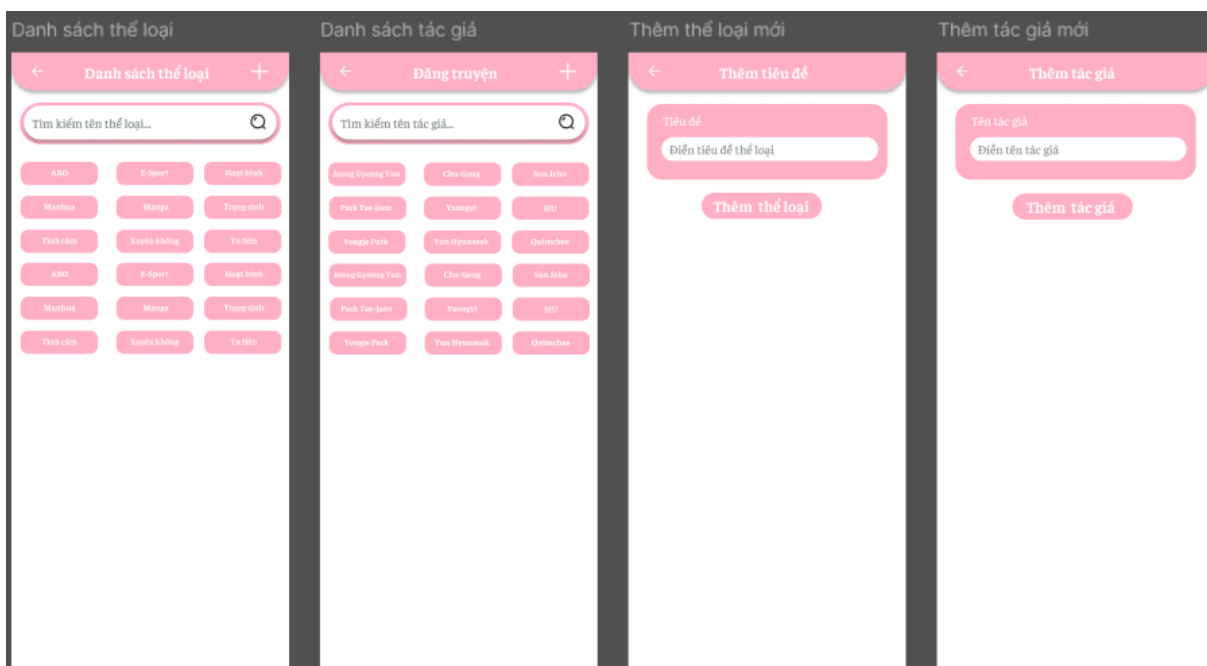 Danh sách thể loại
Danh sách thể loại
Tìm kiếm tên thể loại...
ABO E-Sport Hoạt hình
Manhua Manga Trọng sinh
Tình cảm Xuyên không Tu tiên
ABO E-Sport Hoạt hình
Manhua Manga Trọng sinh
Tình cảm Xuyên không Tu tiên
Danh sách tác giả
Đăng truyện
Tìm kiếm tên tác giả...
Jeong Gyeong Yun Chu-Gong Son Jeho
Park Tae-joon Yaongyi SIU
Yongje Park Yun Hyunseok Quimchee
Jeong Gyeong Yun Chu-Gong Son Jeho
Park Tae-joon Yaongyi SIU
Yongje Park Yun Hyunseok Quimchee
Thêm thể loại mới
Thêm tiêu đề
Tiêu đề
Điền tiêu đề thể loại
Thêm thể loại
Thêm tác giả mới
Thêm tác giả
Tên tác giả
Điền tên tác giả
Thêm tác giả